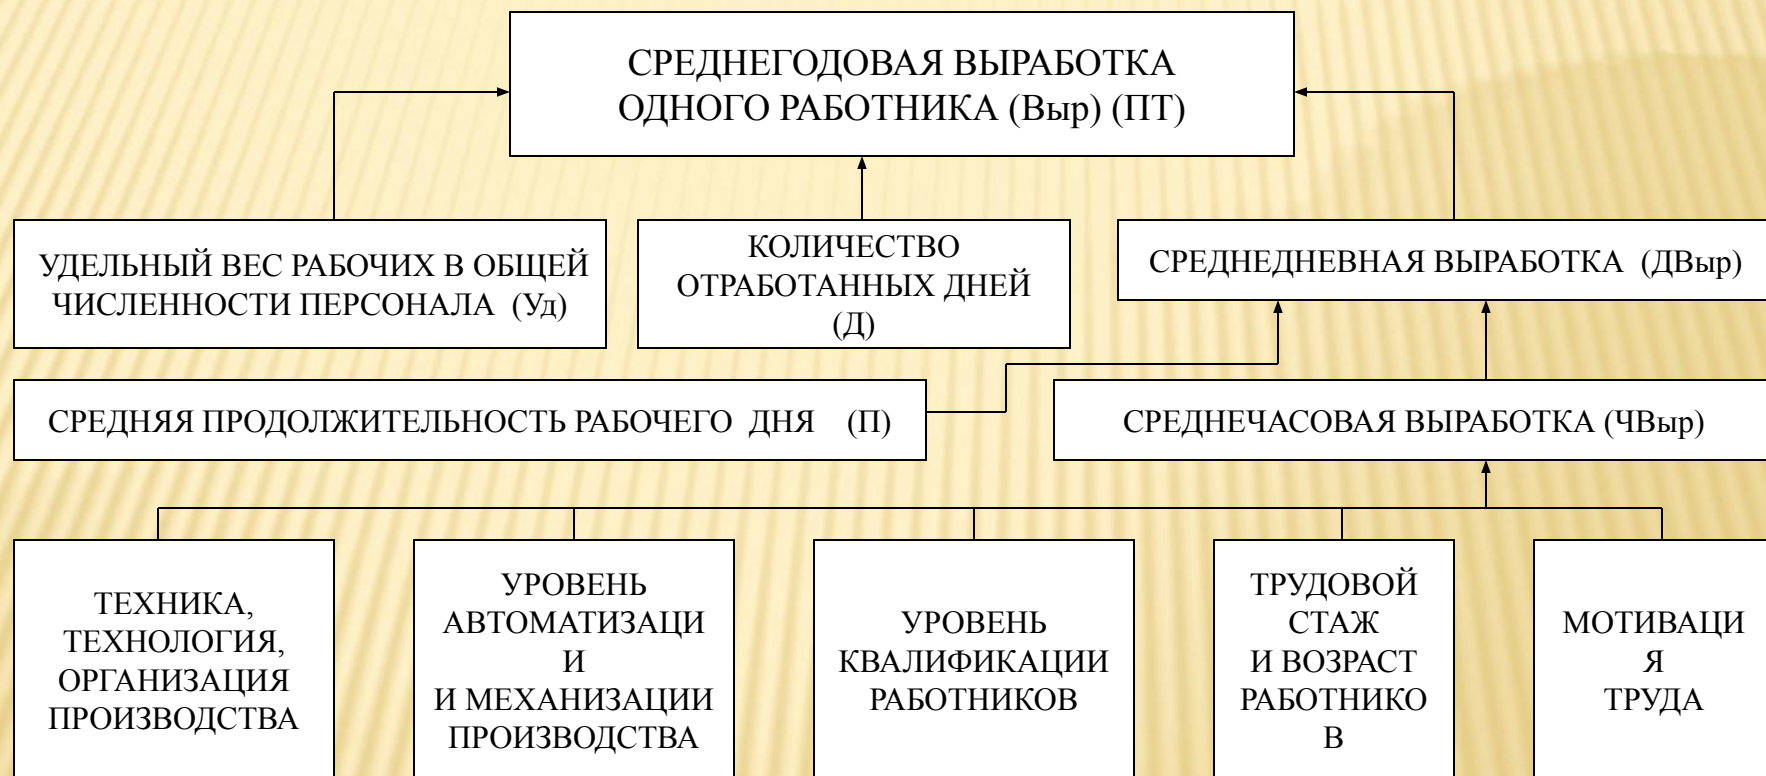 СРЕДНЕГОДОВАЯ ВЫРАБОТКА
ОДНОГО РАБОТНИКА (Выр) (ПТ)
УДЕЛЬНЫЙ ВЕС РАБОЧИХ В ОБЩЕЙ
ЧИСЛЕННОСТИ ПЕРСОНАЛА (Уд)
КОЛИЧЕСТВО
ОТРАБОТАННЫХ ДНЕЙ
(Д)
СРЕДНЕДНЕВНАЯ ВЫРАБОТКА (ДВыр)
СРЕДНЯЯ ПРОДОЛЖИТЕЛЬНОСТЬ РАБОЧЕГО ДНЯ (П)
СРЕДНЕЧАСОВАЯ ВЫРАБОТКА (ЧВыр)
ТЕХНИКА,
ТЕХНОЛОГИЯ,
ОРГАНИЗАЦИЯ
ПРОИЗВОДСТВА
УРОВЕНЬ
АВТОМАТИЗАЦИ
И
И МЕХАНИЗАЦИИ
ПРОИЗВОДСТВА
УРОВЕНЬ
КВАЛИФИКАЦИИ
РАБОТНИКОВ
ТРУДОВОЙ
СТАЖ
И ВОЗРАСТ
РАБОТНИКО
В
МОТИВАЦИ
Я
ТРУДА